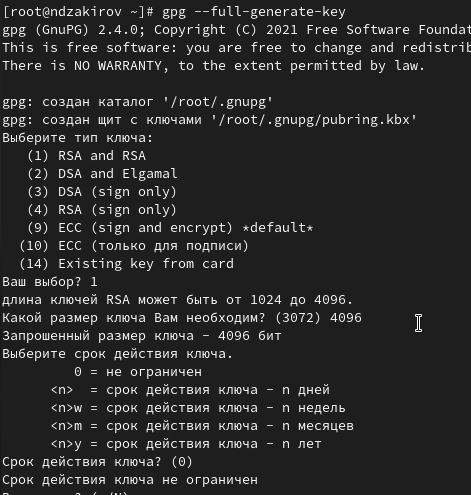 [root@ndzakirov ~]# gpg --full-generate-key
gpg (GnuPG) 2.4.0; Copyright (C) 2021 Free Software
This is free software: you are free to change and
There is NO WARRANTY, to the extent permitted by law.
gpg: создан каталог '/root/.gnupg'
gpg: создан щит с ключами '/root/.gnupg/pubring.kbx'
Выберите тип ключа:
(1) RSA and RSA
(2) DSA and Elgamal
(3) DSA (sign only)
(4) RSA (sign only)
(9) ECC (sign and encrypt) *default*
(10) ECC (только для подписи)
(14) Existing key from card
Ваш выбор? 1
длина ключей RSA может быть от 1024 до 4096.
Какой размер ключа Вам необходим? (3072) 4096
Запрошенный размер ключа - 4096 бит
Выберите срок действия ключа.
0 = не ограничен
<n> = срок действия ключа - n дней
<n>w = срок действия ключа - n недель
<n>m = срок действия ключа - n месяцев
<n>y = срок действия ключа - n лет
Срок действия ключа? (0)
Срок действия ключа не ограничен